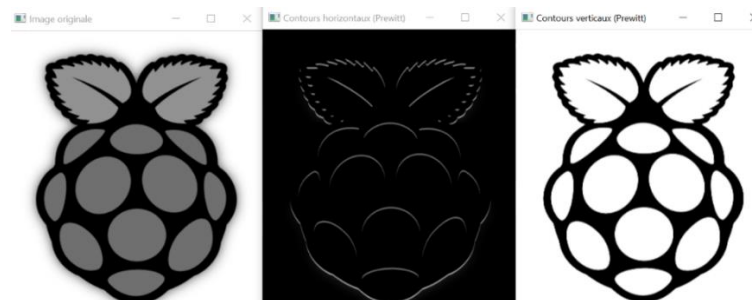 Image originale
Contours horizontaux (Prewitt)
Contours verticaux (Prewitt)